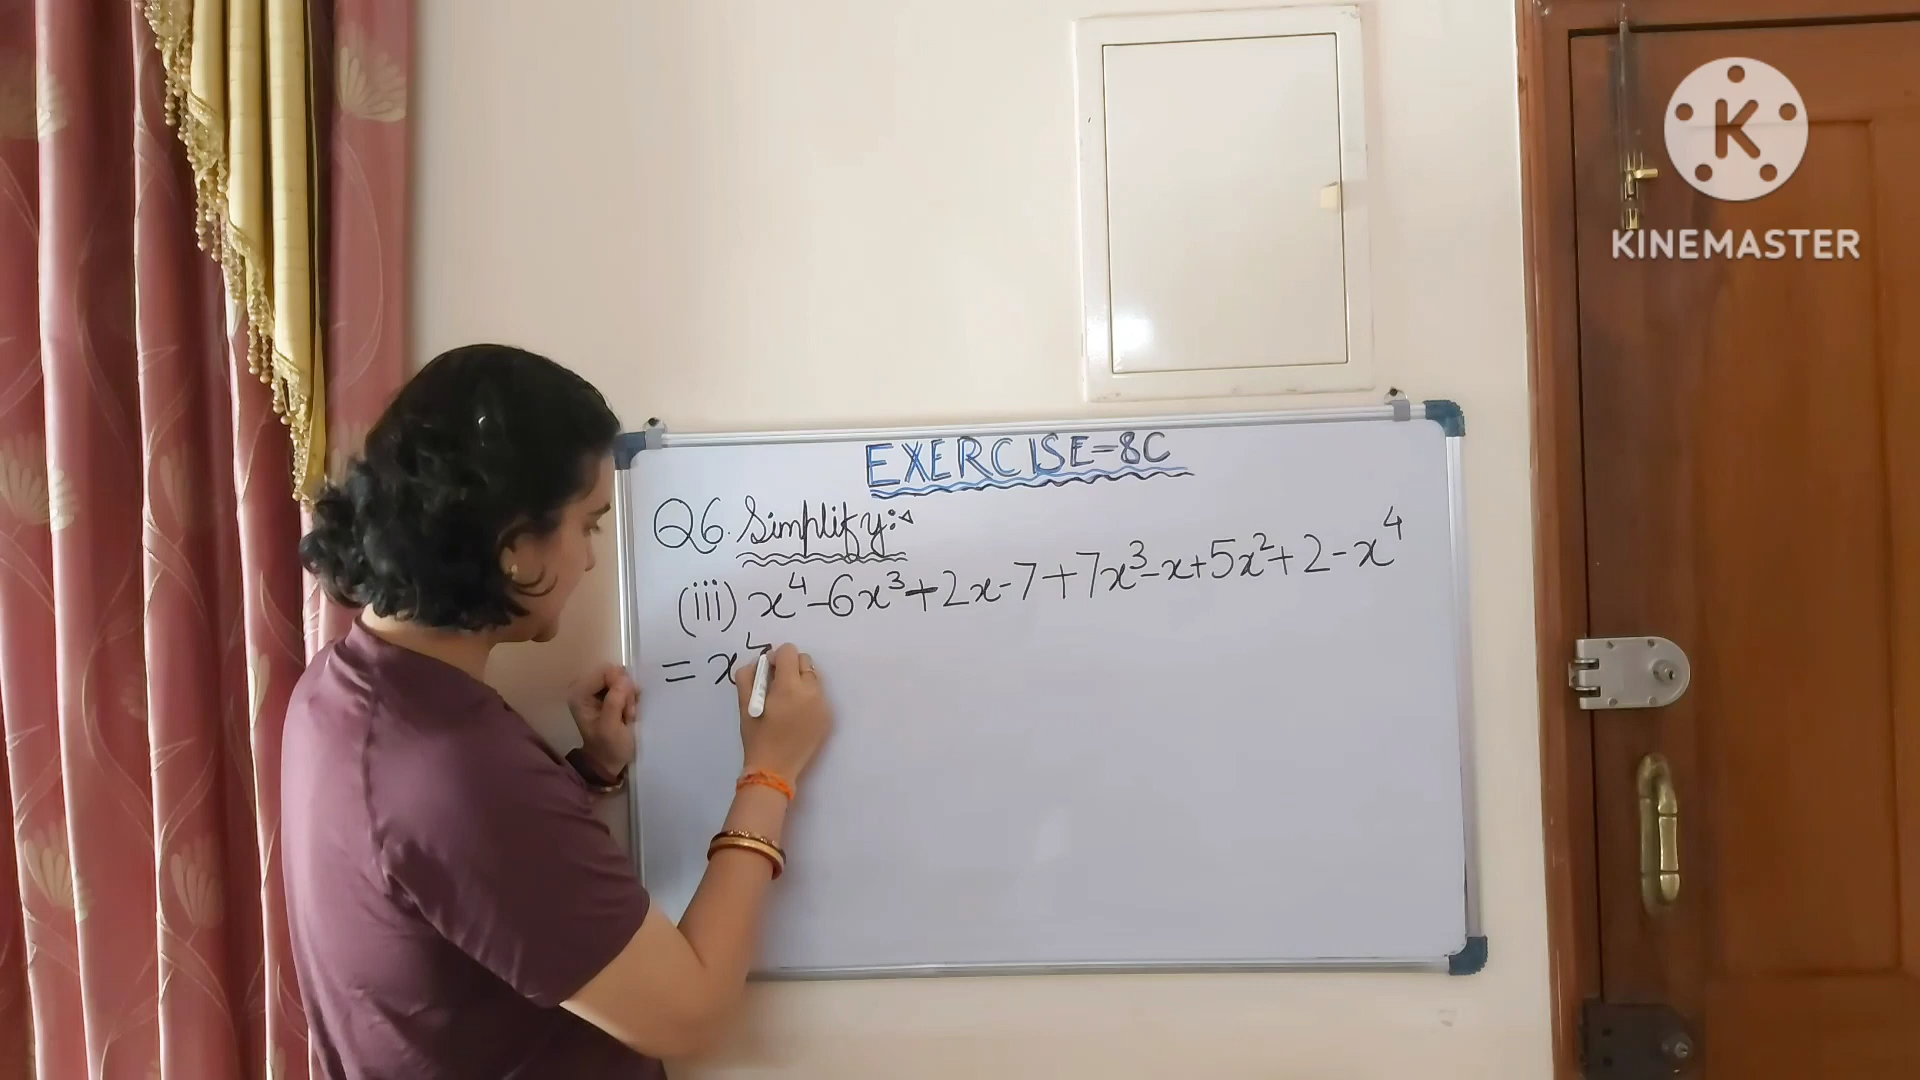 K
KINEMASTER
EXERCISE-8C
Q6. Simplify:-
(iii) x⁴-6x³+2x-7+7x³-x+5x²+2-x⁴
= x⁴